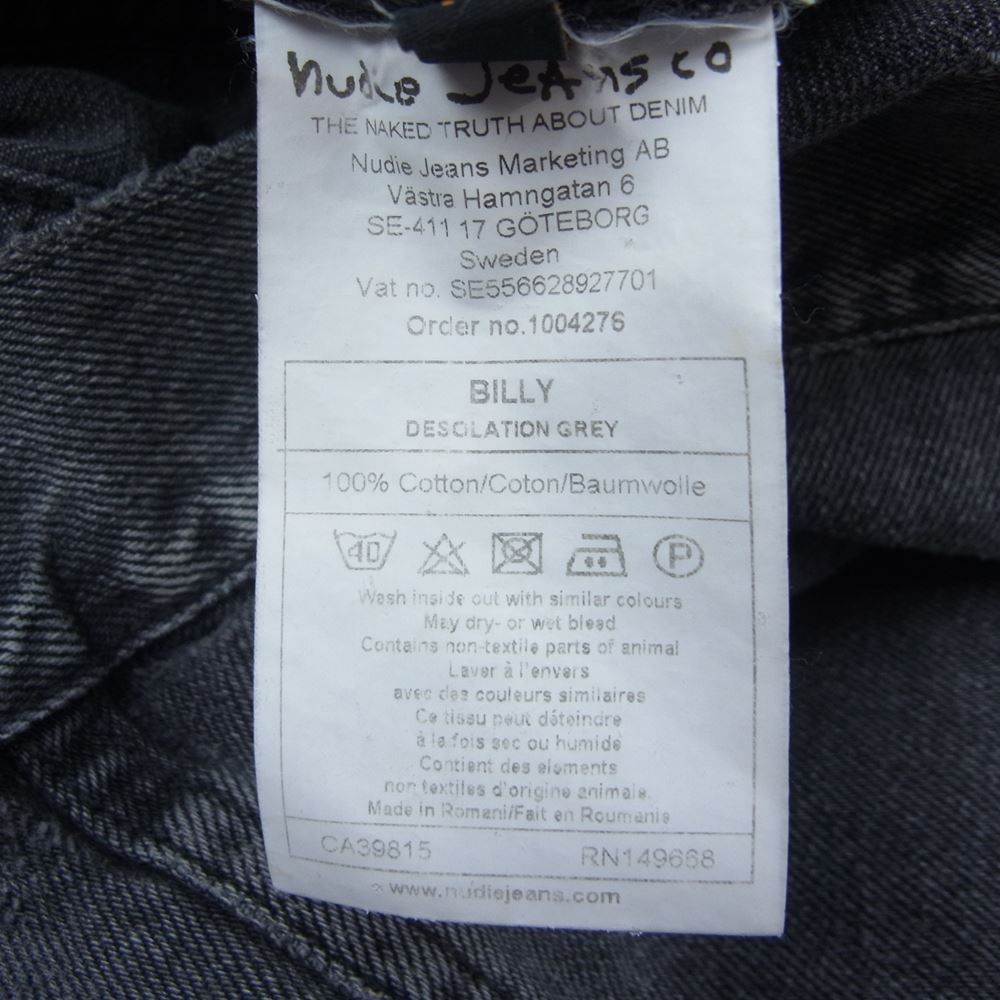 Nudie Jeans co
THE NAKED TRUTH ABOUT DENIM
Nudie Jeans Marketing AB
Västra Hamngatan 6
SE-411 17 GÖTEBORG
Sweden
Vat no. SE556628927701
Order no.1004276
BILLY
DESOLATION GREY
100% Cotton/Coton/Baumwolle
40 P
Wash inside out with similar colours
May dry- or wet bleed
Contains non-textile parts of animal
Laver à l'envers
avec des couleurs similaires
Ce tissu peut déteindre
à la fois sec ou humide
Contient des elements
non textiles d'origine animale.
Made in Romani/Fait en Roumanie
CA39815 RN149668
www.nudiejeans.com